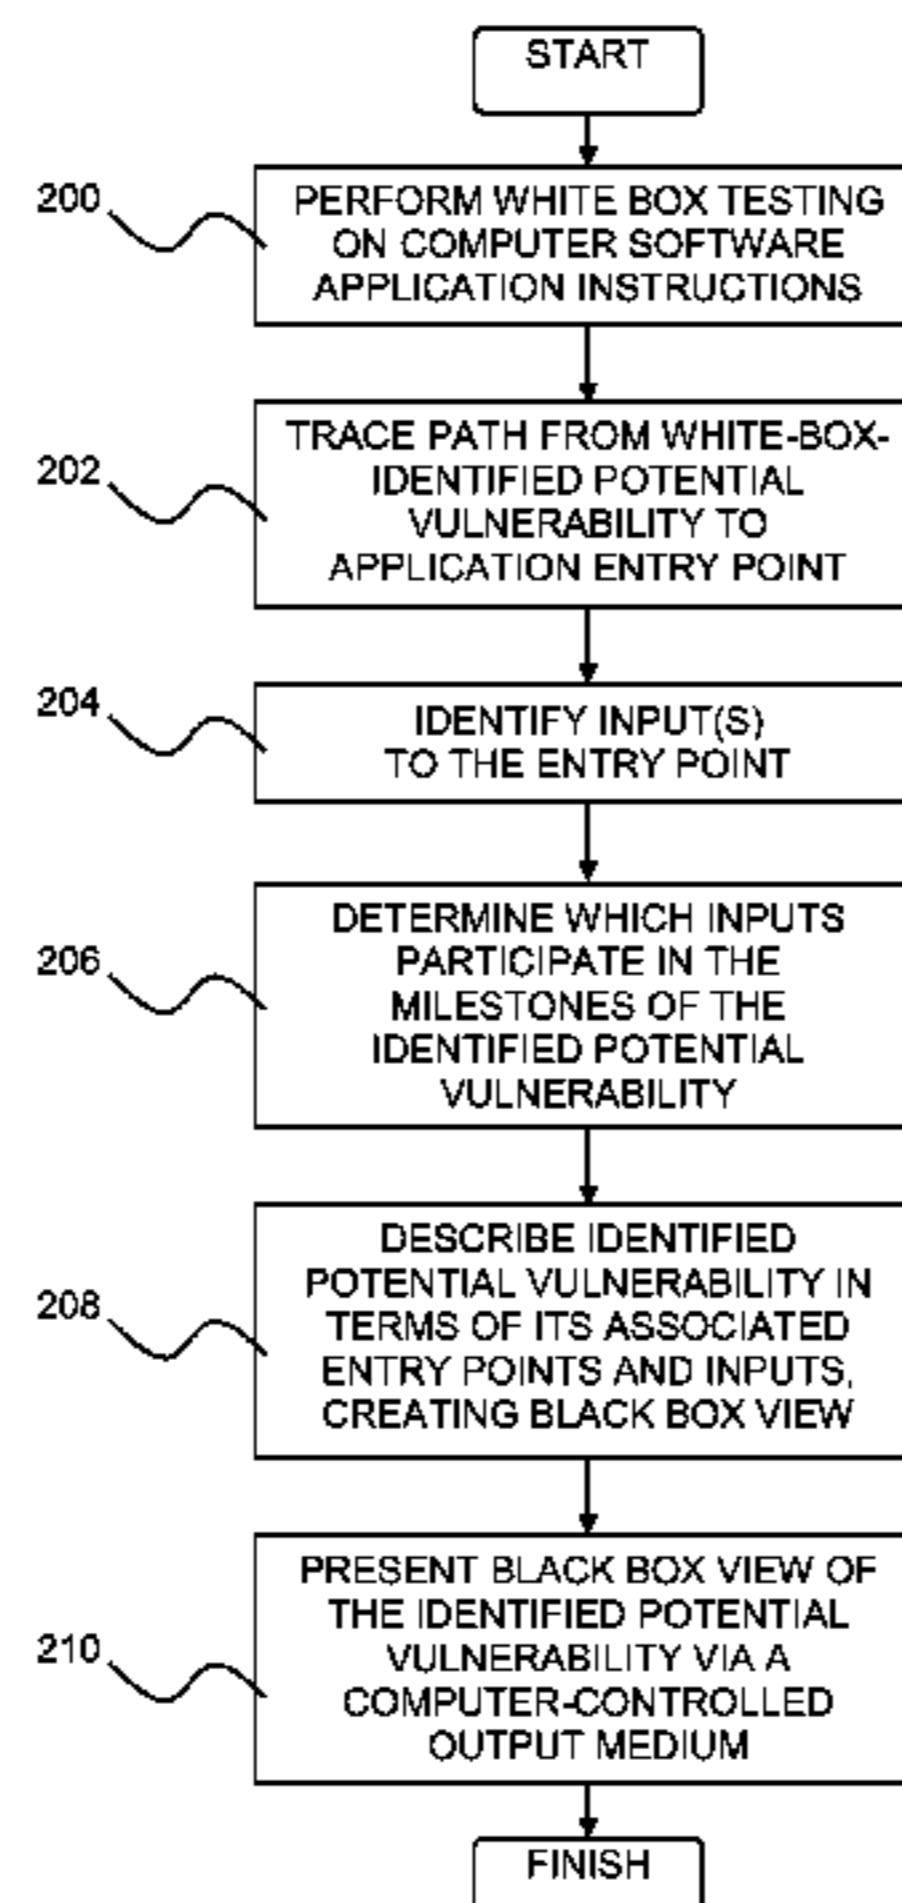 START
200
PERFORM WHITE BOX TESTING
ON COMPUTER SOFTWARE
APPLICATION INSTRUCTIONS
202
TRACE PATH FROM WHITE-BOX-
IDENTIFIED POTENTIAL
VULNERABILITY TO
APPLICATION ENTRY POINT
204
IDENTIFY INPUT(S)
TO THE ENTRY POINT
206
DETERMINE WHICH INPUTS
PARTICIPATE IN THE
MILESTONES OF THE
IDENTIFIED POTENTIAL
VULNERABILITY
208
DESCRIBE IDENTIFIED
POTENTIAL VULNERABILITY IN
TERMS OF ITS ASSOCIATED
ENTRY POINTS AND INPUTS,
CREATING BLACK BOX VIEW
210
PRESENT BLACK BOX VIEW OF
THE IDENTIFIED POTENTIAL
VULNERABILITY VIA A
COMPUTER-CONTROLLED
OUTPUT MEDIUM
FINISH